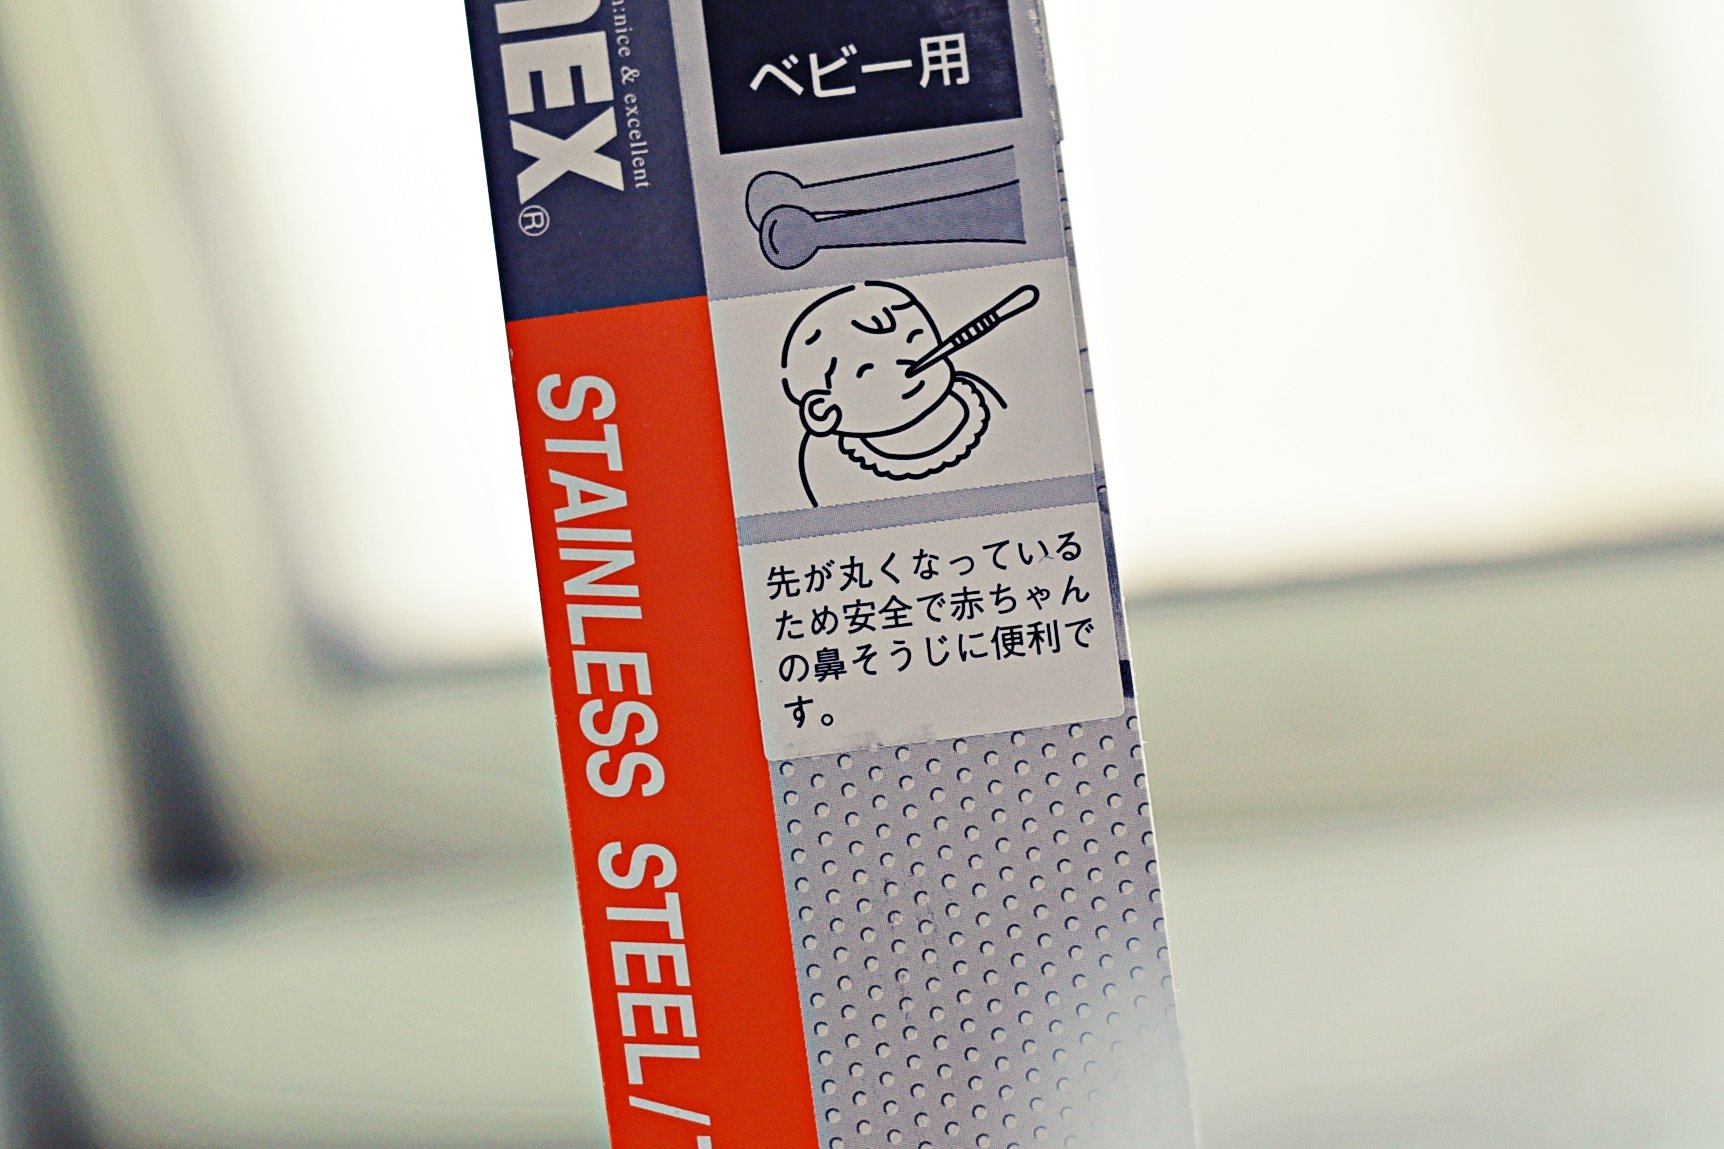 nEX®
n:nice & excellent
STAINLESS STEEL/
ベビー用
先が丸くなっている
ため安全で赤ちゃん
の鼻そうじに便利で
す。